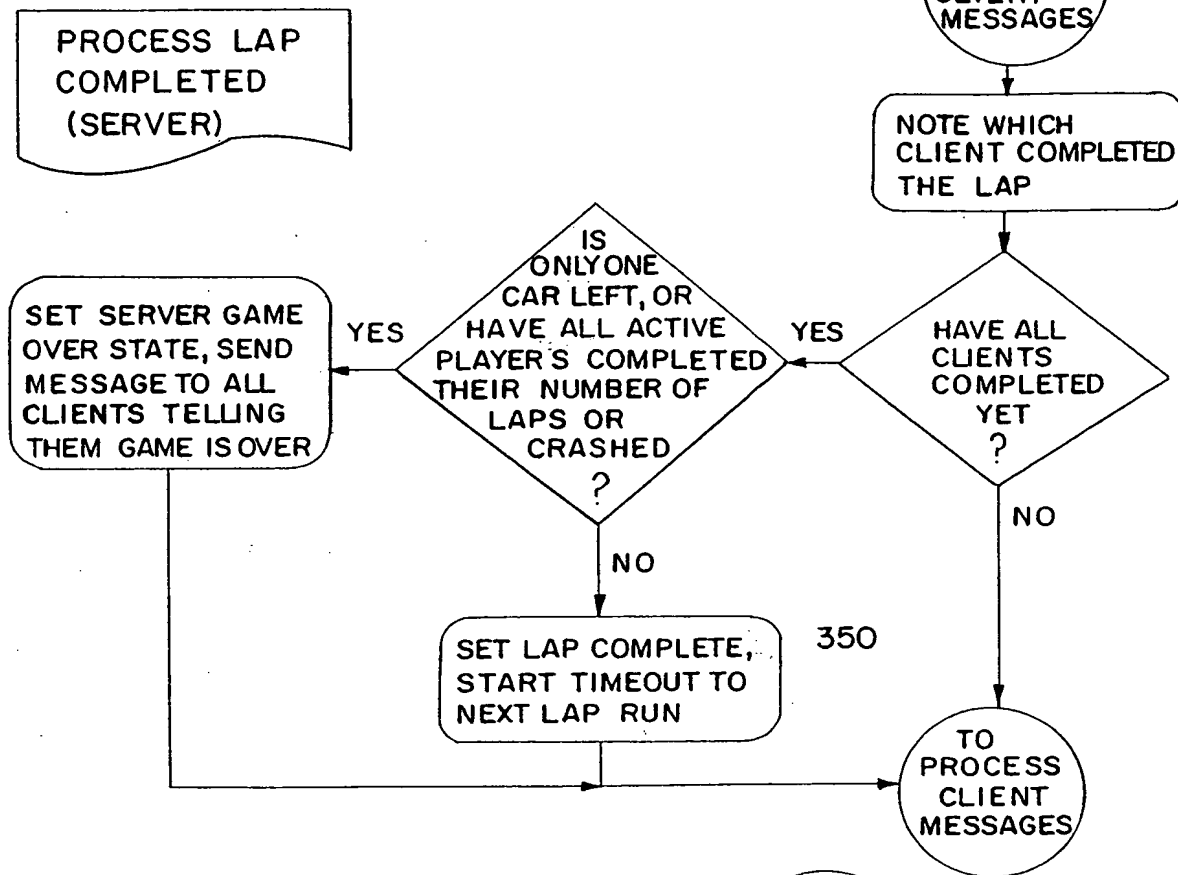 PROCESS LAP
COMPLETED
(SERVER)
MESSAGES
NOTE WHICH
CLIENT COMPLETED
THE LAP
HAVE ALL
CLIENTS
COMPLETED
YET
?
YES
NO
IS
ONLY ONE
CAR LEFT, OR
HAVE ALL ACTIVE
PLAYER'S COMPLETED
THEIR NUMBER OF
LAPS OR
CRASHED
?
YES
NO
SET SERVER GAME
OVER STATE, SEND
MESSAGE TO ALL
CLIENTS TELLING
THEM GAME IS OVER
SET LAP COMPLETE,
START TIMEOUT TO
NEXT LAP RUN
350
TO
PROCESS
CLIENT
MESSAGES